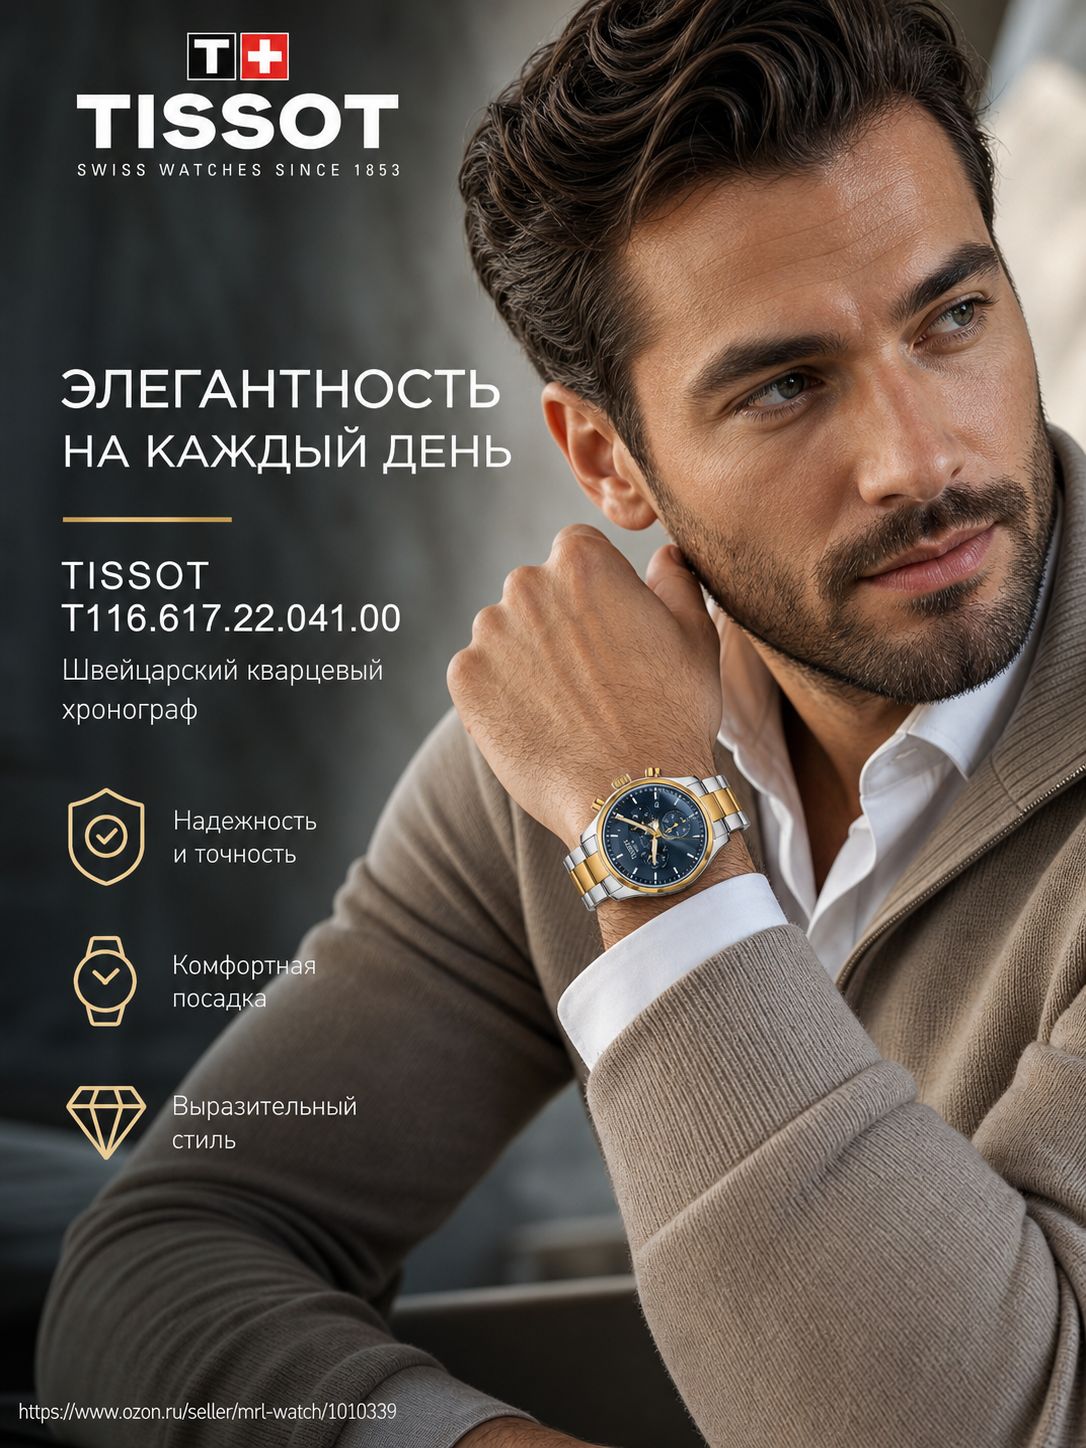 T+
TISSOT
SWISS WATCHES SINCE 1853
ЭЛЕГАНТНОСТЬ
НА КАЖДЫЙ ДЕНЬ
TISSOT
T116.617.22.041.00
Швейцарский кварцевый
хронограф
Надежность
и точность
Комфортная
посадка
Выразительный
стиль
https://www.ozon.ru/seller/mrl-watch/1010339